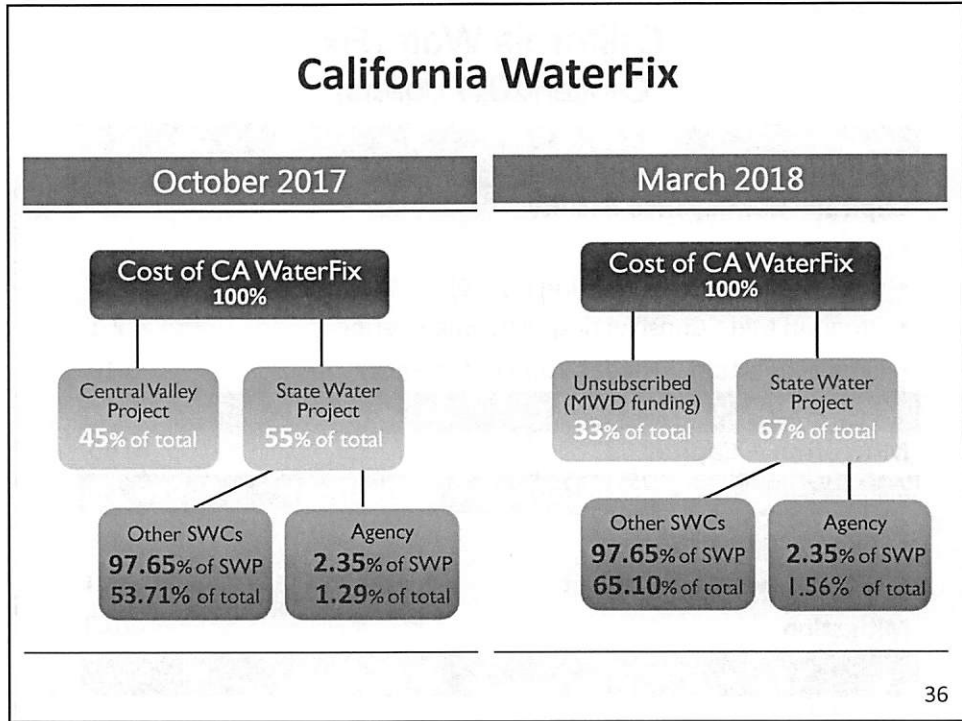 California WaterFix
October 2017
Cost of CA WaterFix
100%
Central Valley
Project
45% of total
State Water
Project
55% of total
Other SWCs
97.65% of SWP
53.71% of total
Agency
2.35% of SWP
1.29% of total
March 2018
Cost of CA WaterFix
100%
Unsubscribed
(MWD funding)
33% of total
State Water
Project
67% of total
Other SWCs
97.65% of SWP
65.10% of total
Agency
2.35% of SWP
1.56% of total
36